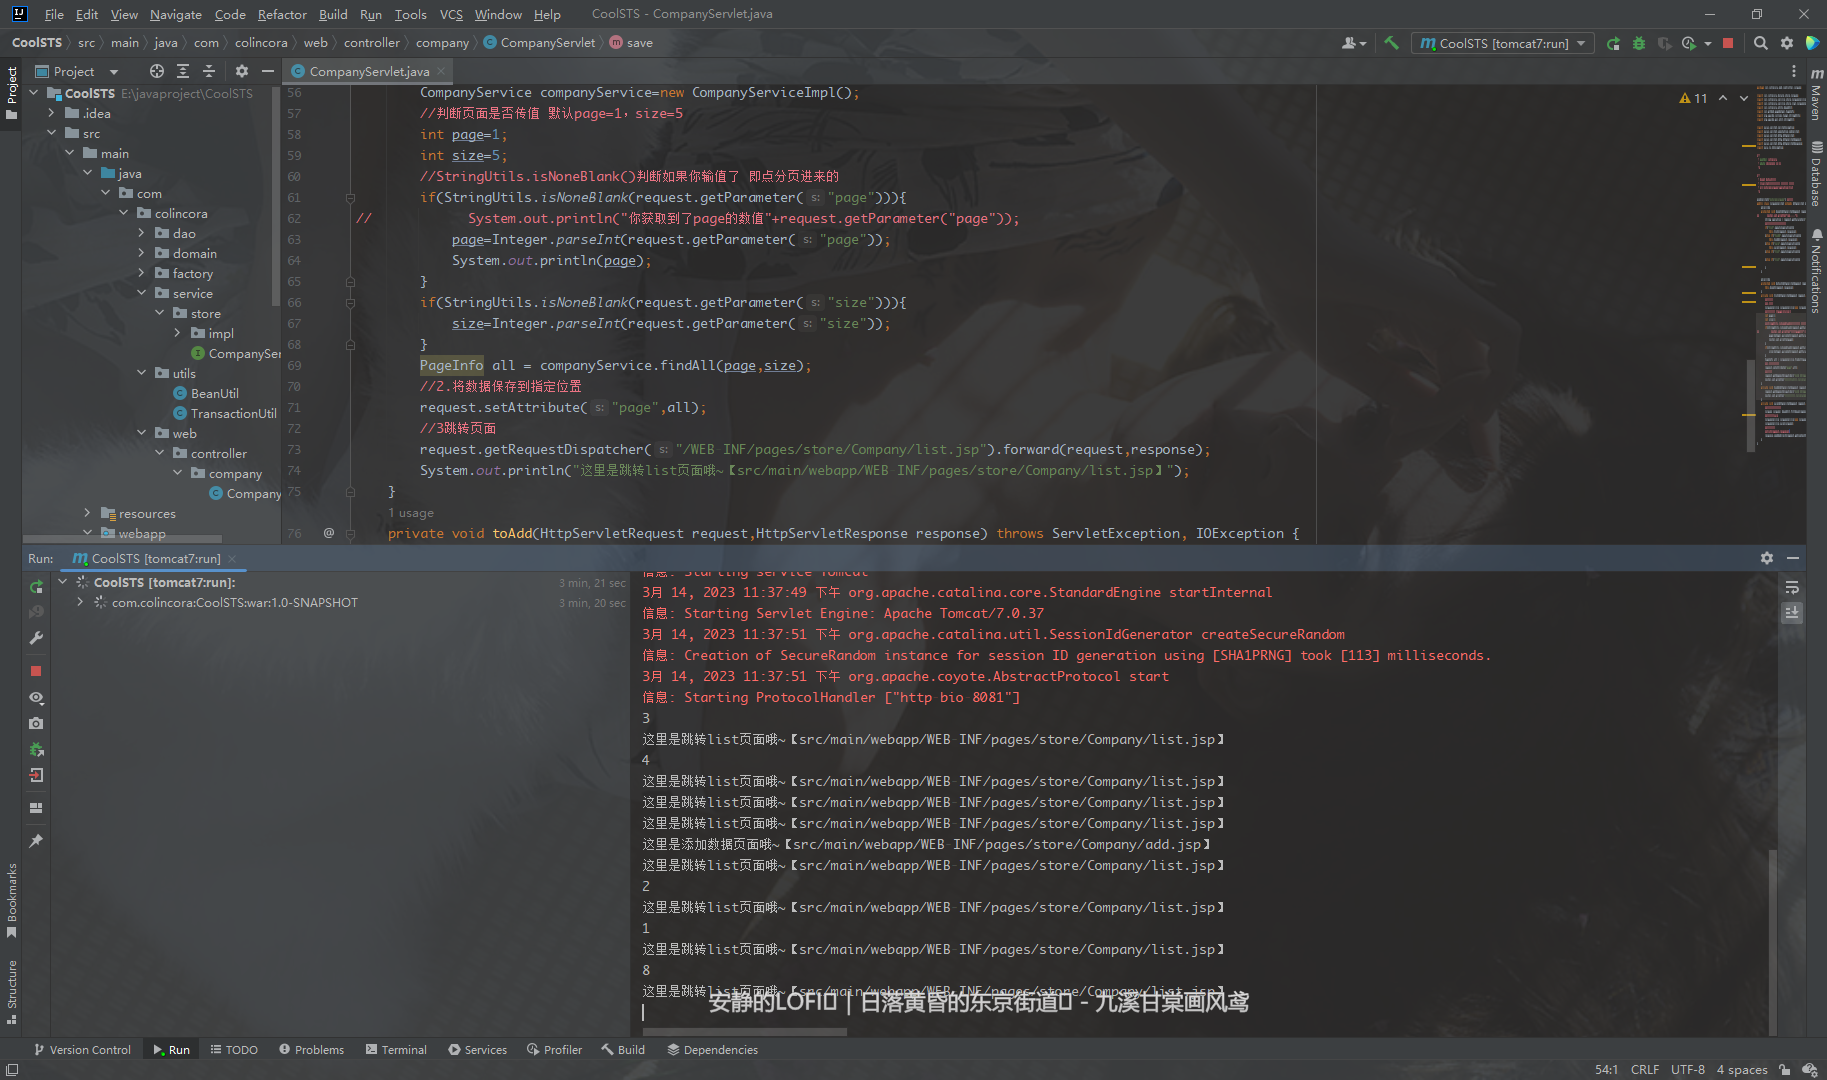 File Edit View Navigate Code Refactor Build Run Tools VCS Window Help CoolSTS - CompanyServlet.java
CoolSTS src main java com colincora web controller company CompanyServlet save
CoolSTS [tomcat7:run]
Project
CompanyServlet.java
Project
CoolSTS E:\javaproject\CoolSTS
.idea
src
main
java
com
colincora
dao
domain
factory
service
store
impl
CompanySer
utils
BeanUtil
TransactionUtil
web
controller
company
Company
resources
webapp
56 CompanyService companyService=new CompanyServiceImpl();
57 //判断页面是否传值 默认page=1，size=5
58 int page=1;
59 int size=5;
60 //StringUtils.isNoneBlank()判断如果你输值了 即点分页进来的
61 if(StringUtils.isNoneBlank(request.getParameter( s: "page"))){
62 // System.out.println("你获取到了page的数值"+request.getParameter("page"));
63 page=Integer.parseInt(request.getParameter( s: "page"));
64 System.out.println(page);
65 }
66 if(StringUtils.isNoneBlank(request.getParameter( s: "size"))){
67 size=Integer.parseInt(request.getParameter( s: "size"));
68 }
69 PageInfo all = companyService.findAll(page,size);
70 //2.将数据保存到指定位置
71 request.setAttribute( s: "page",all);
72 //3跳转页面
73 request.getRequestDispatcher( s: "/WEB-INF/pages/store/Company/list.jsp").forward(request,response);
74 System.out.println("这里是跳转list页面哦~【src/main/webapp/WEB-INF/pages/store/Company/list.jsp】");
75 }
1 usage
76 @ private void toAdd(HttpServletRequest request,HttpServletResponse response) throws ServletException, IOException {
11
Maven
Database
Notifications
Run: CoolSTS [tomcat7:run]
CoolSTS [tomcat7:run]: 3 min, 21 sec
com.colincora:CoolSTS:war:1.0-SNAPSHOT 3 min, 20 sec
信息: Starting service Tomcat
3月 14, 2023 11:37:49 下午 org.apache.catalina.core.StandardEngine startInternal
信息: Starting Servlet Engine: Apache Tomcat/7.0.37
3月 14, 2023 11:37:51 下午 org.apache.catalina.util.SessionIdGenerator createSecureRandom
信息: Creation of SecureRandom instance for session ID generation using [SHA1PRNG] took [113] milliseconds.
3月 14, 2023 11:37:51 下午 org.apache.coyote.AbstractProtocol start
信息: Starting ProtocolHandler ["http-bio-8081"]
3
这里是跳转list页面哦~【src/main/webapp/WEB-INF/pages/store/Company/list.jsp】
4
这里是跳转list页面哦~【src/main/webapp/WEB-INF/pages/store/Company/list.jsp】
这里是跳转list页面哦~【src/main/webapp/WEB-INF/pages/store/Company/list.jsp】
这里是跳转list页面哦~【src/main/webapp/WEB-INF/pages/store/Company/list.jsp】
这里是添加数据页面哦~【src/main/webapp/WEB-INF/pages/store/Company/add.jsp】
这里是跳转list页面哦~【src/main/webapp/WEB-INF/pages/store/Company/list.jsp】
2
这里是跳转list页面哦~【src/main/webapp/WEB-INF/pages/store/Company/list.jsp】
1
这里是跳转list页面哦~【src/main/webapp/WEB-INF/pages/store/Company/list.jsp】
8
这里是跳转list页面哦~【src/main/webapp/WEB-INF/pages/store/Company/list.jsp】
安静的LOFI | 日落黄昏的东京街道 - 九溪甘棠画风鸢
Bookmarks
Structure
Version Control Run TODO Problems Terminal Services Profiler Build Dependencies
54:1 CRLF UTF-8 4 spaces